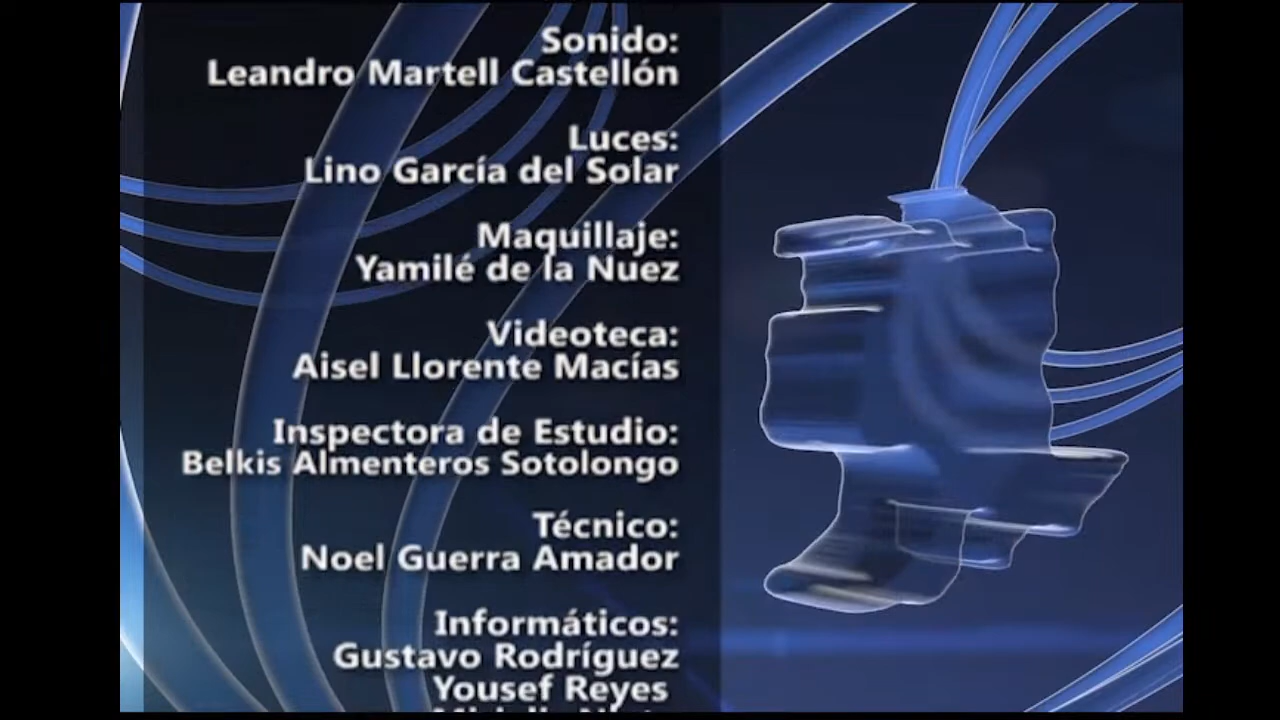 Sonido:
Leandro Martell Castellón
Luces:
Lino García del Solar
Maquillaje:
Yamilé de la Nuez
Videoteca:
Aisel Llorente Macías
Inspectora de Estudio:
Belkis Almenteros Sotolongo
Técnico:
Noel Guerra Amador
Informáticos:
Gustavo Rodríguez
Yousef Reyes